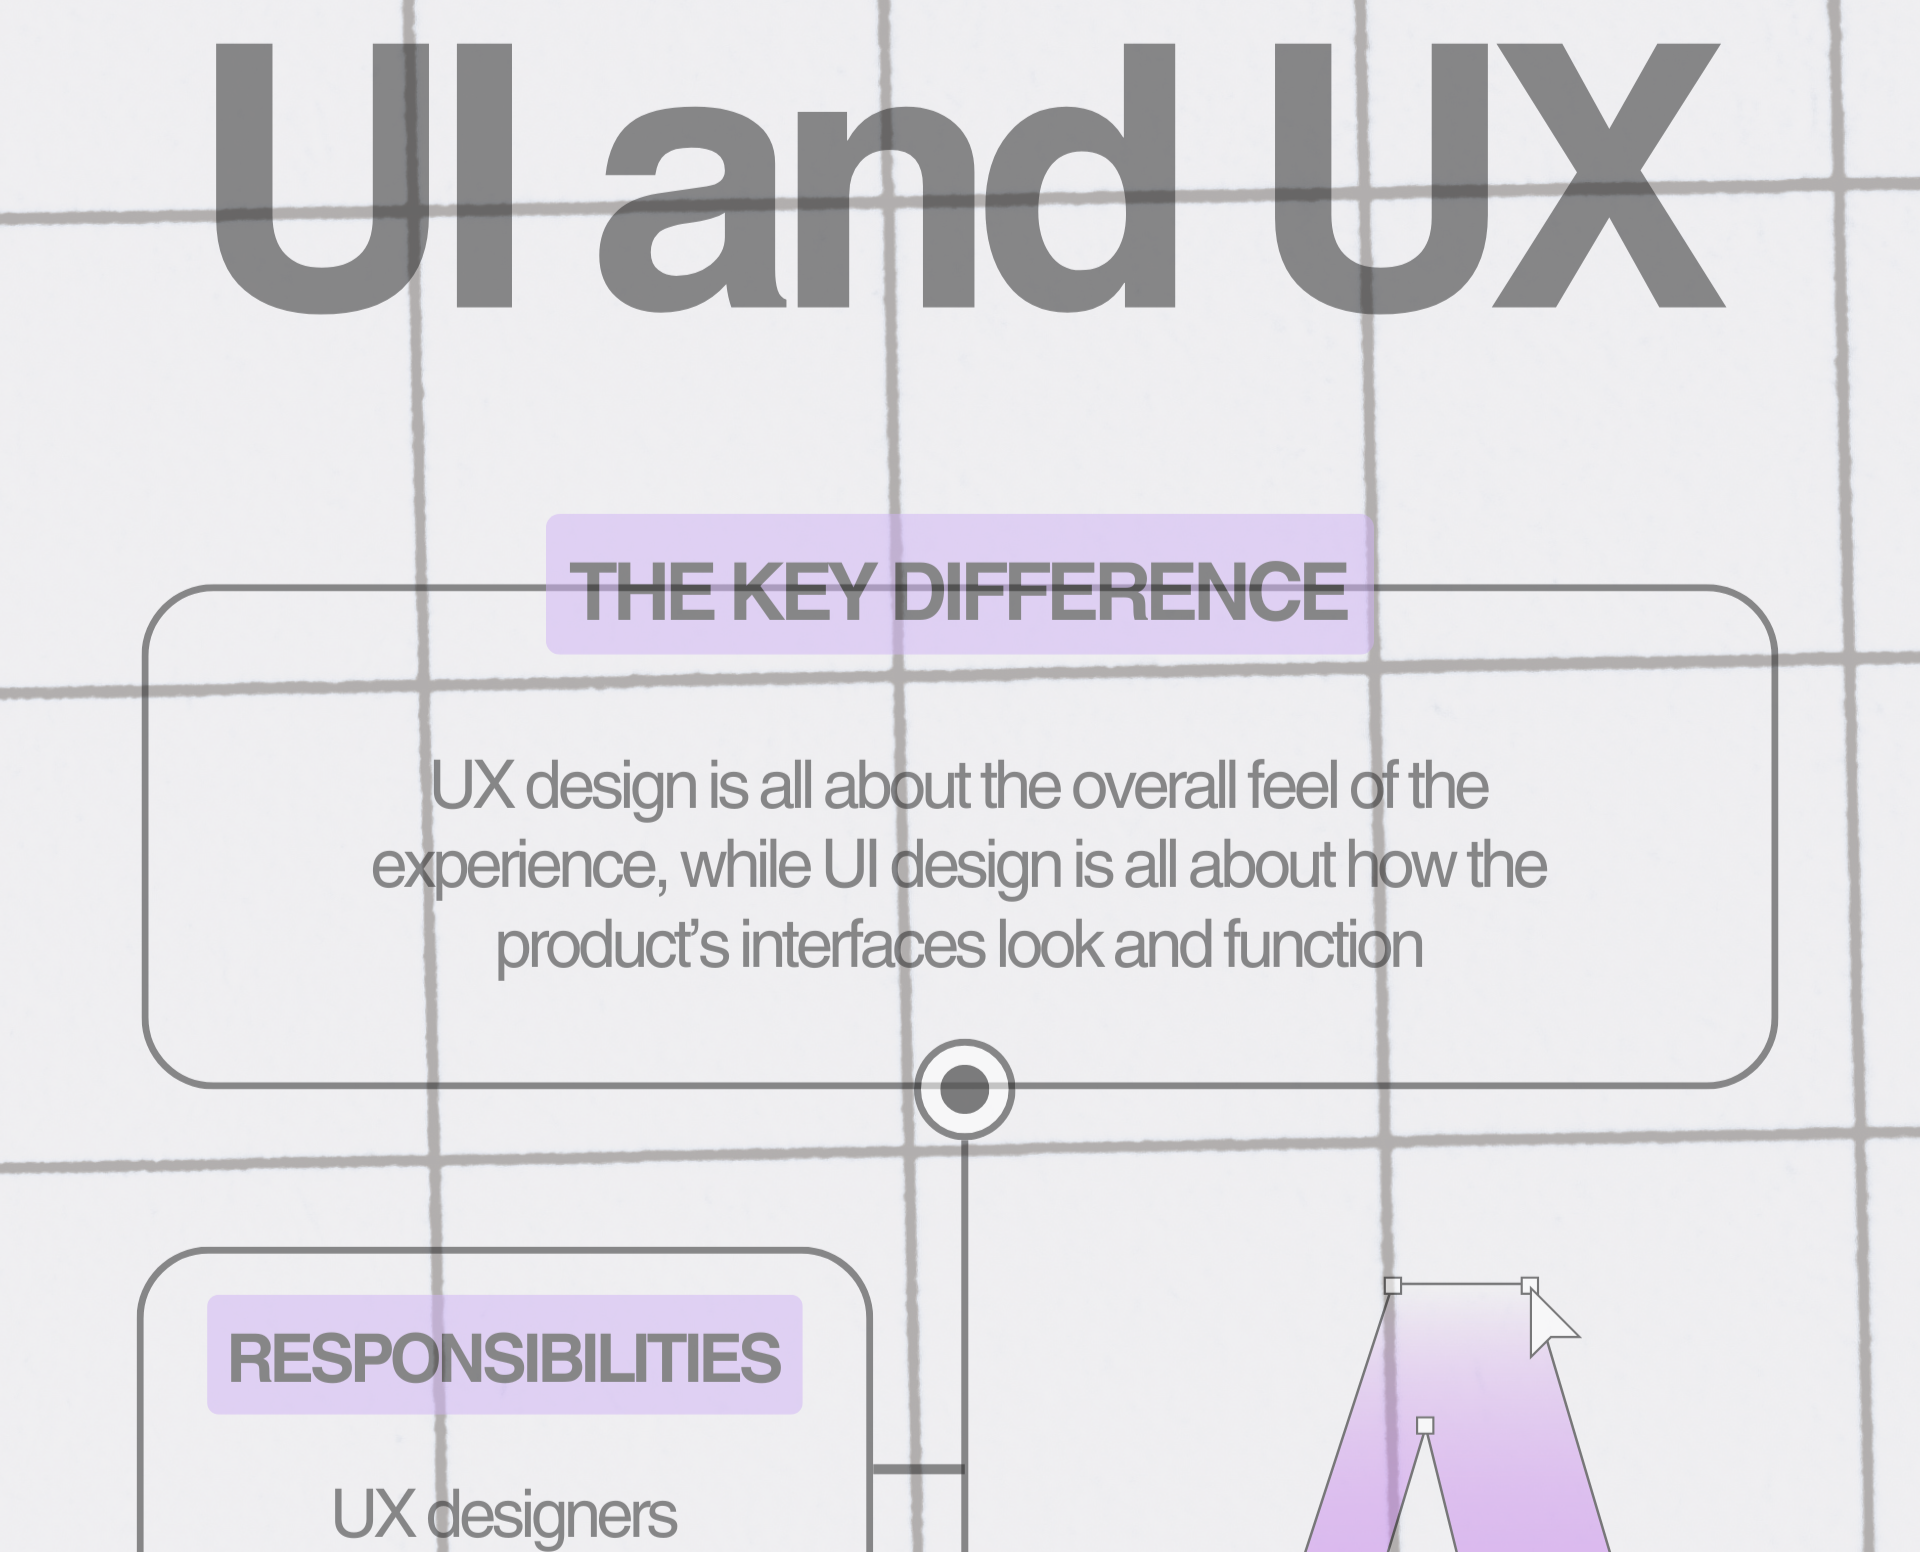 UI and UX
THE KEY DIFFERENCE
UX design is all about the overall feel of the
experience, while UI design is all about how the
product’s interfaces look and function
RESPONSIBILITIES
UX designers